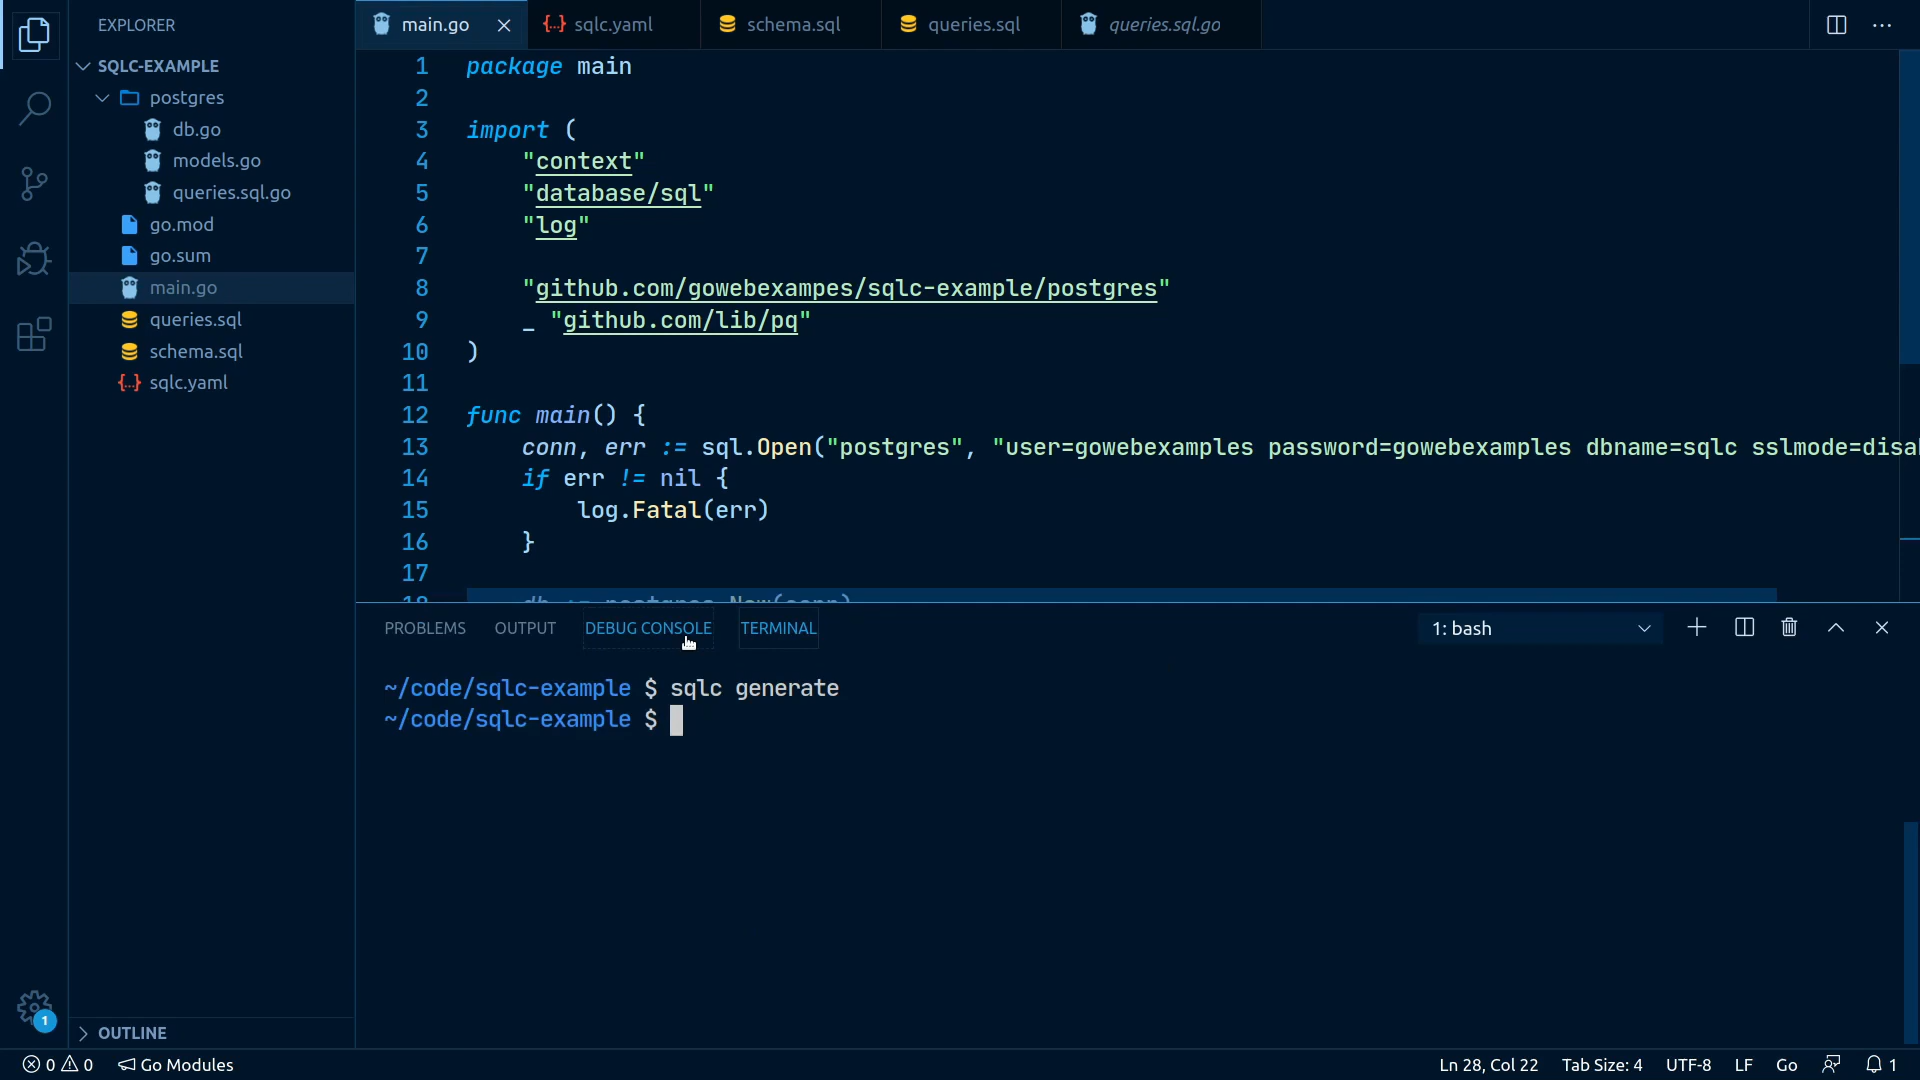 EXPLORER
SQLC-EXAMPLE
postgres
db.go
models.go
queries.sql.go
go.mod
go.sum
main.go
queries.sql
schema.sql
sqlc.yaml
OUTLINE
main.go
sqlc.yaml
schema.sql
queries.sql
queries.sql.go
1 package main
2
3 import (
4 "context"
5 "database/sql"
6 "log"
7
8 "github.com/gowebexampes/sqlc-example/postgres"
9 _ "github.com/lib/pq"
10 )
11
12 func main() {
13 conn, err := sql.Open("postgres", "user=gowebexamples password=gowebexamples dbname=sqlc sslmode=disa
14 if err != nil {
15 log.Fatal(err)
16 }
17
18 db := postgres.New(conn)
PROBLEMS OUTPUT DEBUG CONSOLE TERMINAL 1: bash
~/code/sqlc-example $ sqlc generate
~/code/sqlc-example $
1
0 0 Go Modules Ln 28, Col 22 Tab Size: 4 UTF-8 LF Go 1